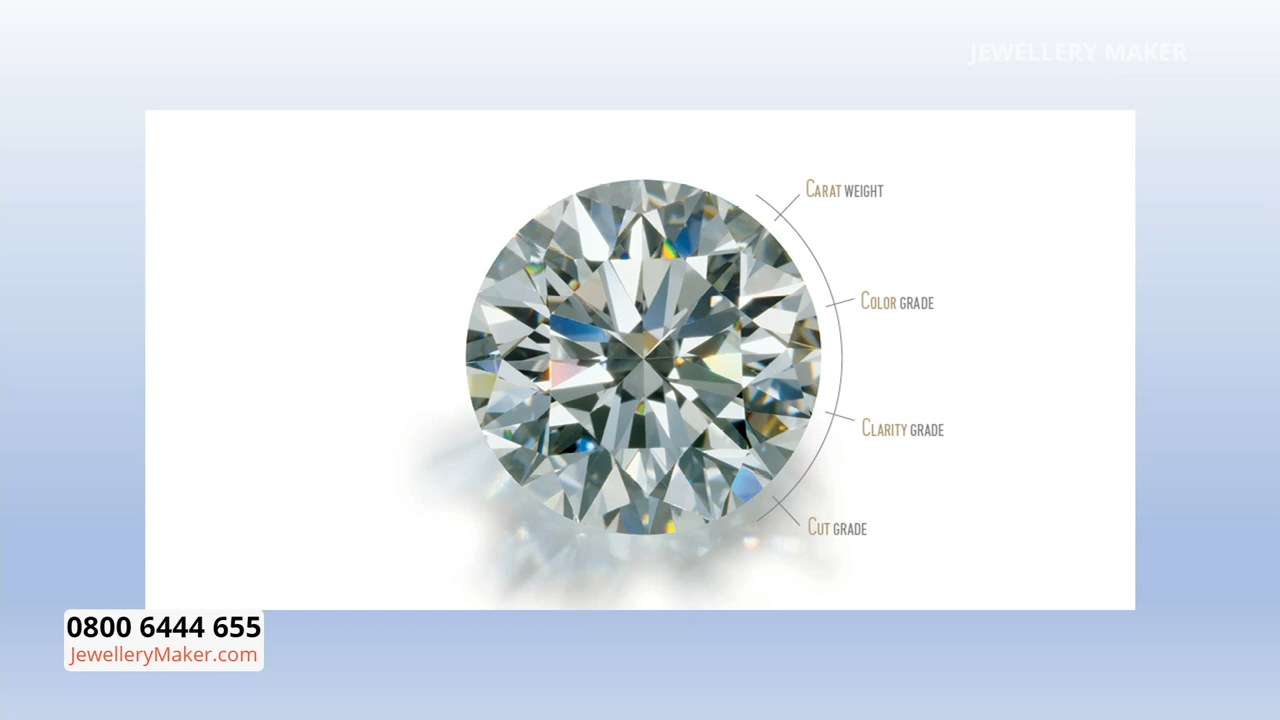 JEWELLERY MAKER
CARAT WEIGHT
COLOR GRADE
CLARITY GRADE
CUT GRADE
0800 6444 655
JewelleryMaker.com